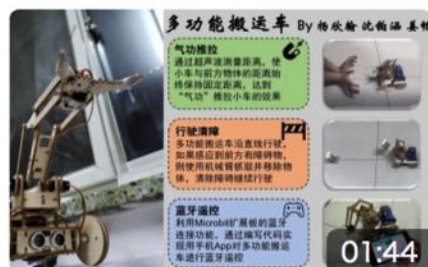 多功能搬运车 By 杨欣翰 沈
气功推拉
通过超声波测量距离，使
小车与前方物体的距离始
终保持固定距离，达到
“气功”推拉小车的效果
行驶清障
多功能搬运车沿直线行驶，
如果感应到前方有障碍物，
则使用机械臂抓取并移除物
体，清除障碍继续行驶
蓝牙遥控
利用Microbit扩展板的蓝牙
连接功能，通过编写代码实
现用手机App对多功能搬运
车进行蓝牙遥控
01:44